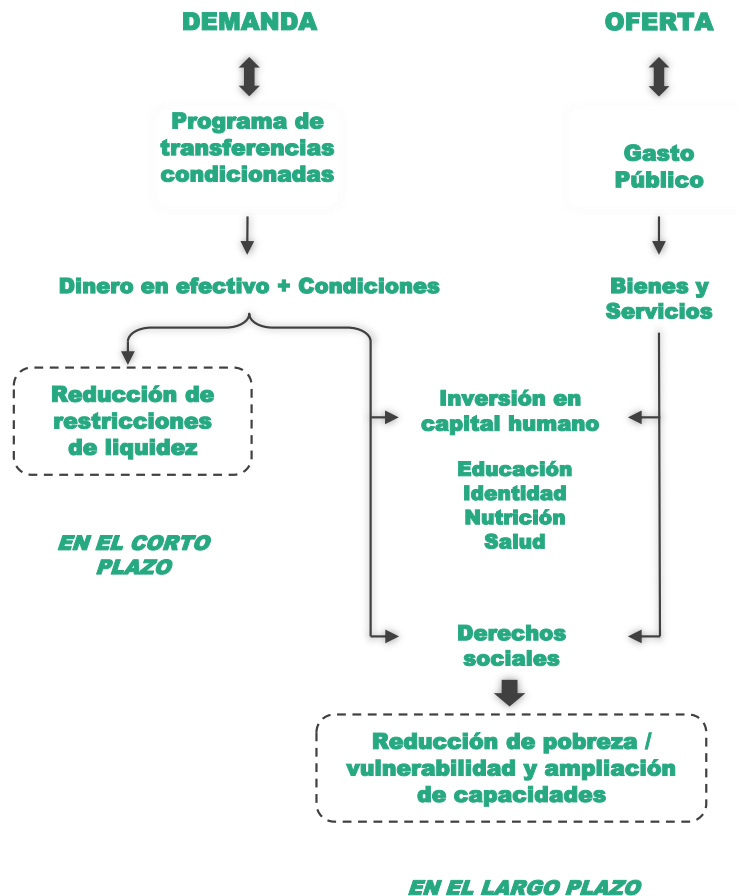 DEMANDA
OFERTA
Programa de
transferencias
condicionadas
Gasto
Público
Dinero en efectivo + Condiciones
Bienes y
Servicios
Reducción de
restricciones
de liquidez
Inversión en
capital humano
Educación
Identidad
Nutrición
Salud
EN EL CORTO
PLAZO
Derechos
sociales
Reducción de pobreza /
vulnerabilidad y ampliación
de capacidades
EN EL LARGO PLAZO